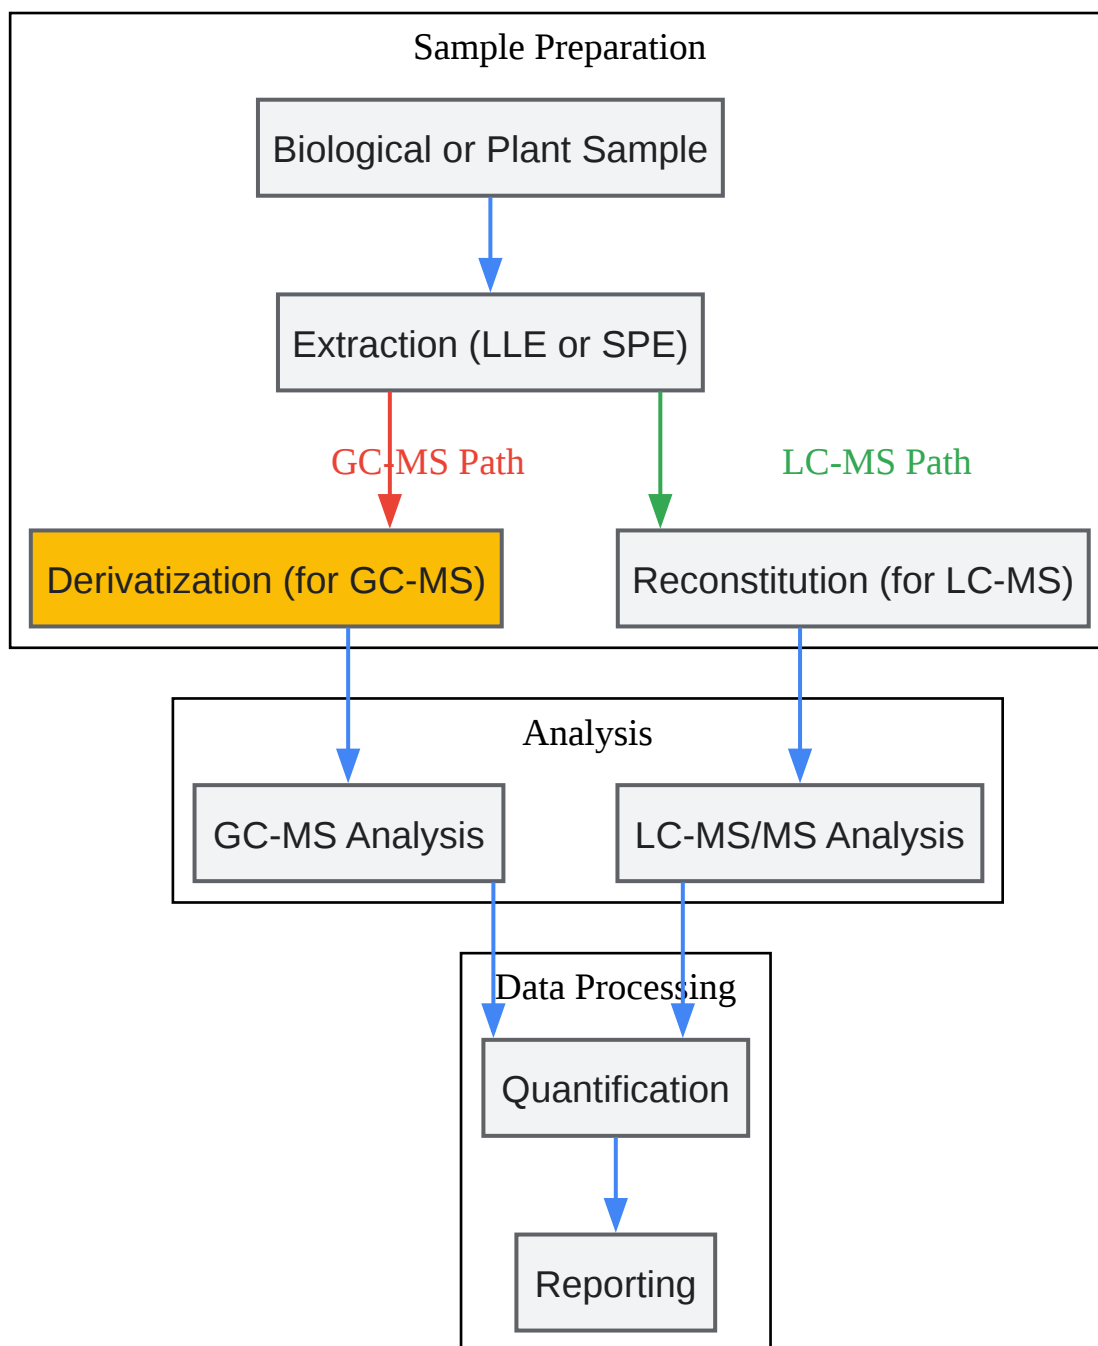 Sample Preparation
Biological or Plant Sample
Extraction (LLE or SPE)
GC-MS Path
LC-MS Path
Derivatization (for GC-MS)
Reconstitution (for LC-MS)
Analysis
GC-MS Analysis
LC-MS/MS Analysis
Data Processing
Quantification
Reporting